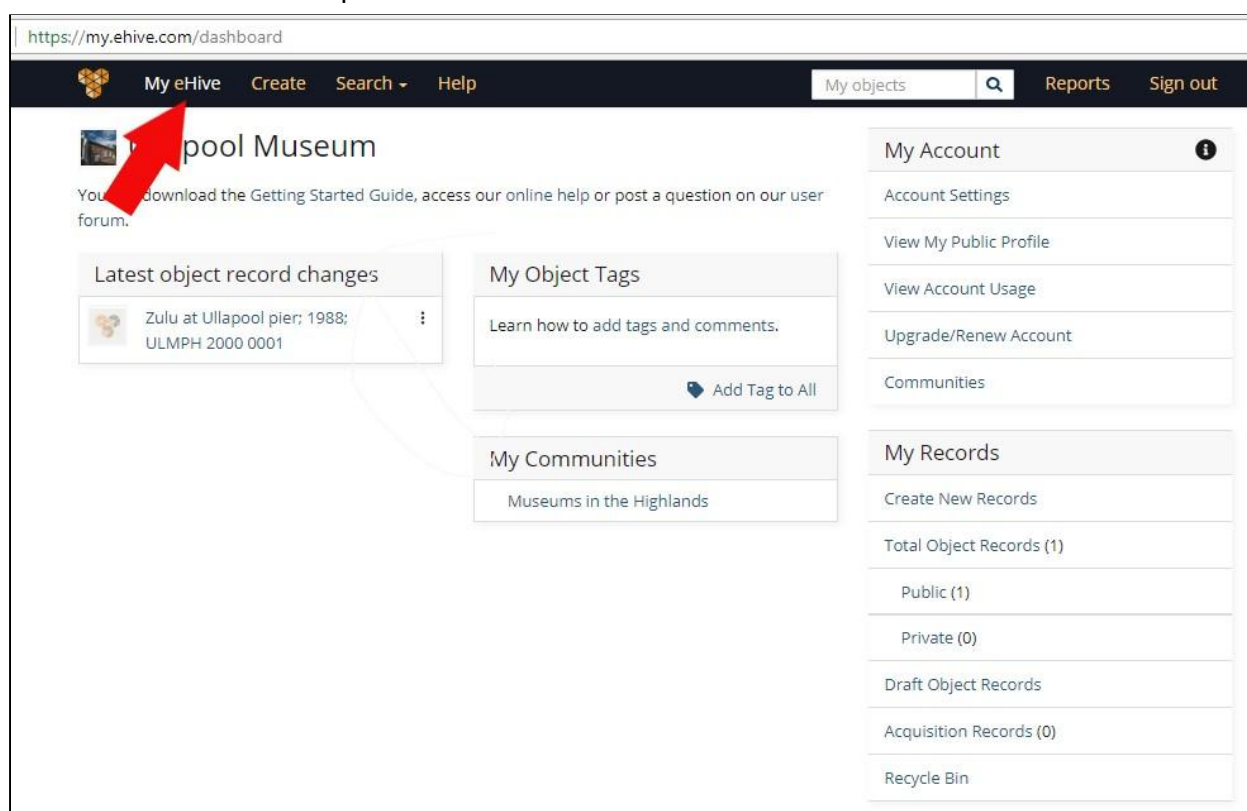 https://my.ehive.com/dashboard
My eHive Create Search Help My objects Reports Sign out
pool Museum
You download the Getting Started Guide, access our online help or post a question on our user
forum.
Latest object record changes
Zulu at Ullapool pier; 1988;
ULMPH 2000 0001
My Object Tags
Learn how to add tags and comments.
Add Tag to All
My Communities
Museums in the Highlands
My Account
Account Settings
View My Public Profile
View Account Usage
Upgrade/Renew Account
Communities
My Records
Create New Records
Total Object Records (1)
Public (1)
Private (0)
Draft Object Records
Acquisition Records (0)
Recycle Bin